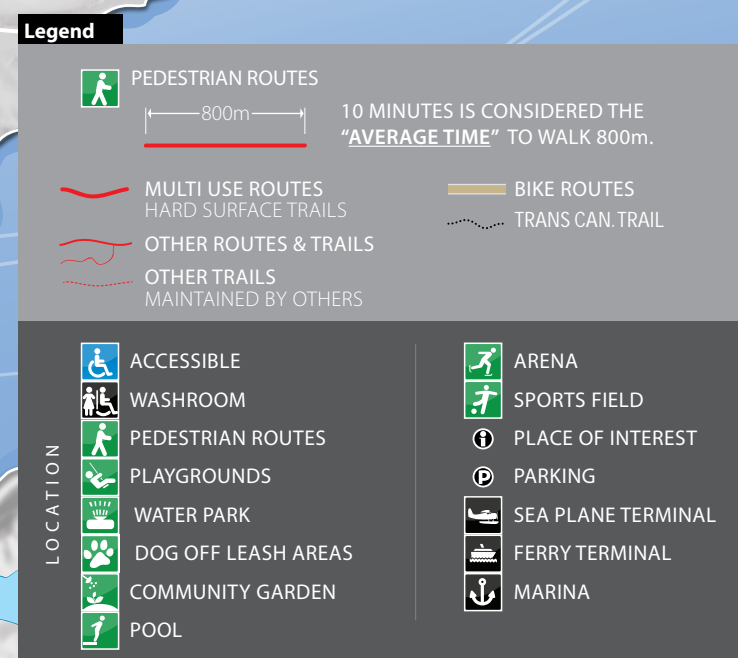 Legend
PEDESTRIAN ROUTES
800m
10 MINUTES IS CONSIDERED THE
“AVERAGE TIME” TO WALK 800m.
MULTI USE ROUTES
HARD SURFACE TRAILS
OTHER ROUTES & TRAILS
OTHER TRAILS
MAINTAINED BY OTHERS
BIKE ROUTES
TRANS CAN. TRAIL
LOCATION
ACCESSIBLE
WASHROOM
PEDESTRIAN ROUTES
PLAYGROUNDS
WATER PARK
DOG OFF LEASH AREAS
COMMUNITY GARDEN
POOL
ARENA
SPORTS FIELD
PLACE OF INTEREST
P PARKING
SEA PLANE TERMINAL
FERRY TERMINAL
MARINA